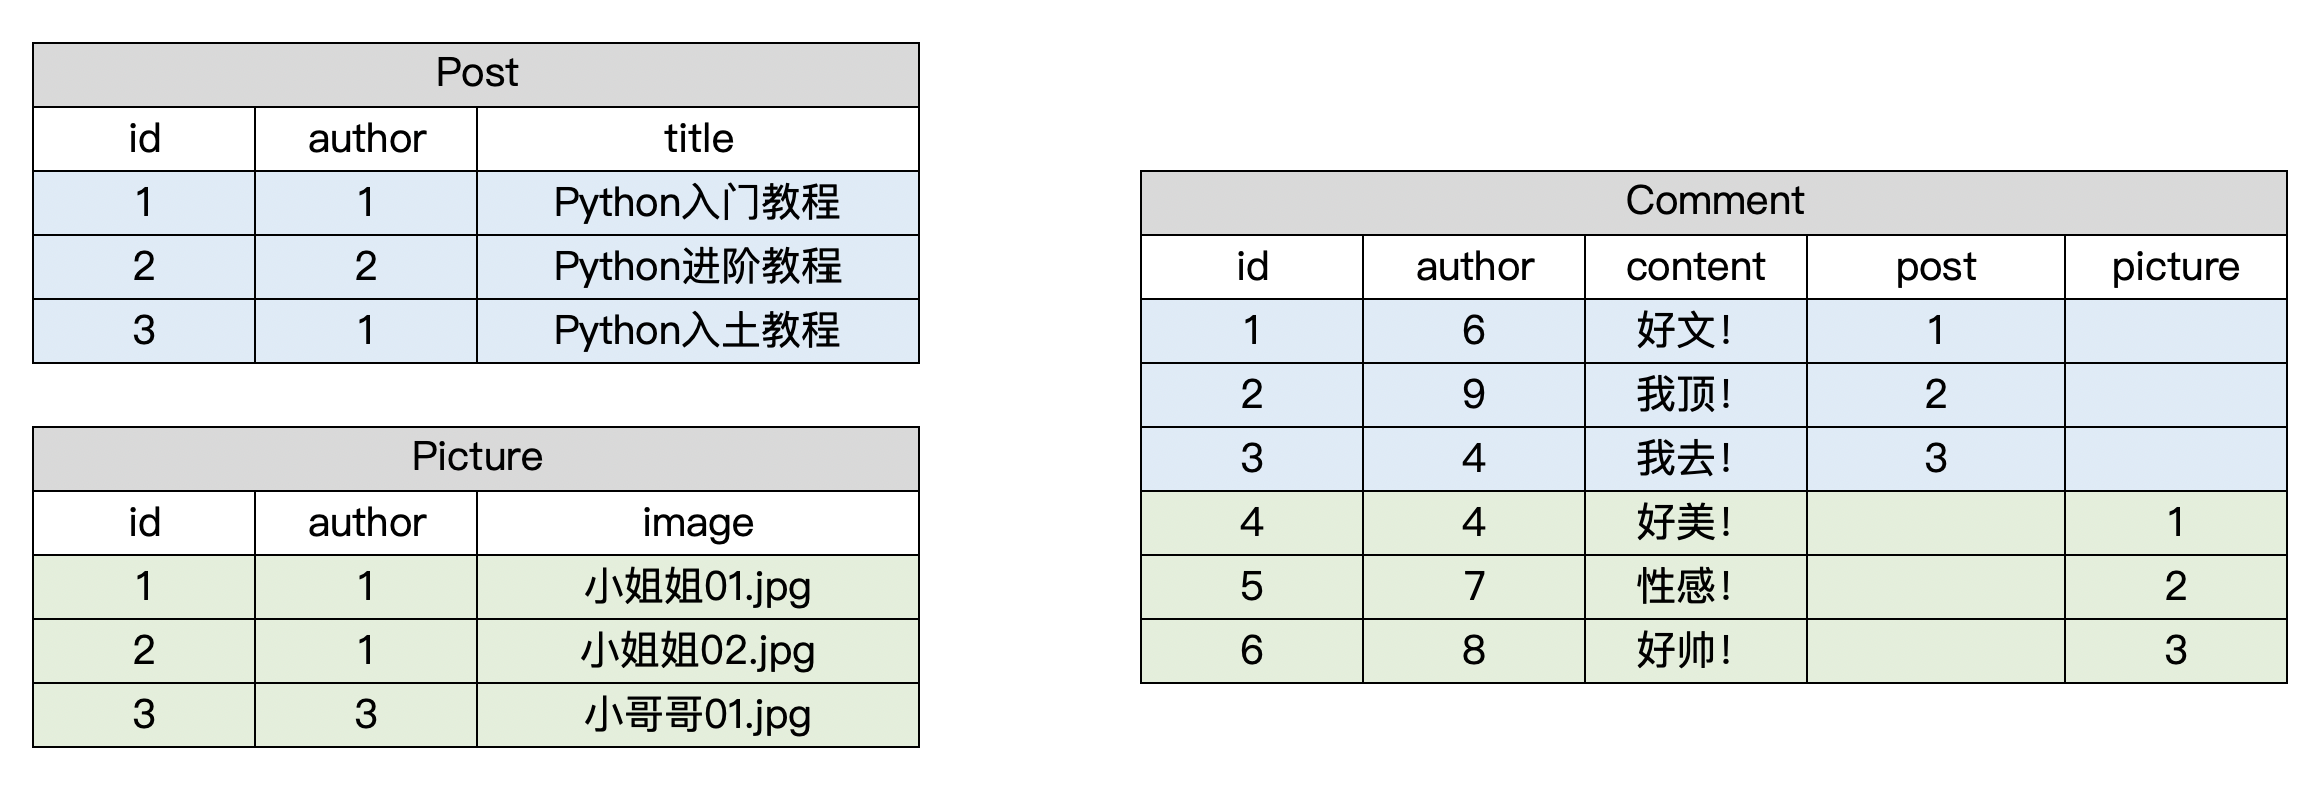 Post
id author title
1 1 Python入门教程
2 2 Python进阶教程
3 1 Python入土教程
Picture
id author image
1 1 小姐姐01.jpg
2 1 小姐姐02.jpg
3 3 小哥哥01.jpg
Comment
id author content post picture
1 6 好文！ 1
2 9 我顶！ 2
3 4 我去！ 3
4 4 好美！ 1
5 7 性感！ 2
6 8 好帅！ 3